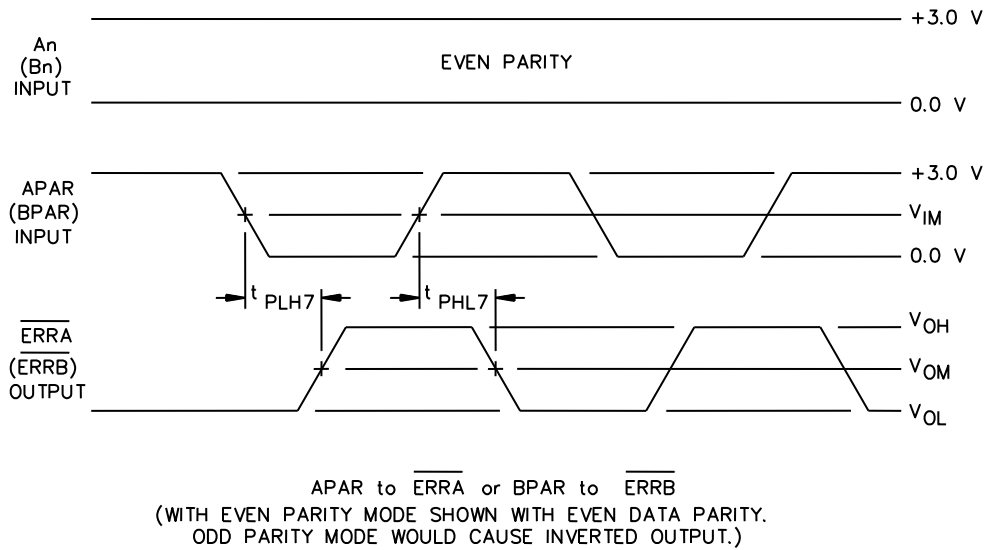 +3.0 V
An
(Bn)
INPUT
EVEN PARITY
0.0 V
APAR
(BPAR)
INPUT
+3.0 V
VIM
0.0 V
t PLH7
t PHL7
ERRA
(ERRB)
OUTPUT
VOH
VOM
VOL
APAR to ERRA or BPAR to ERRB
(WITH EVEN PARITY MODE SHOWN WITH EVEN DATA PARITY.
ODD PARITY MODE WOULD CAUSE INVERTED OUTPUT.)